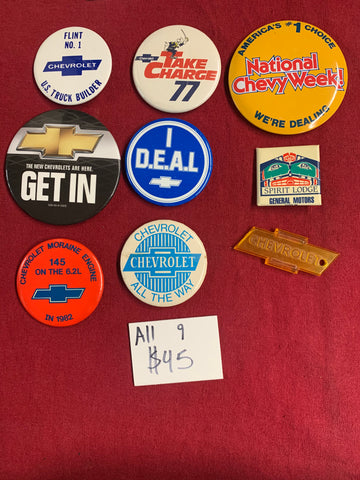 FLINT
NO. 1
CHEVROLET
U.S. TRUCK BUILDER
CHEVROLET
TAKE
CHARGE
77
AMERICA'S #1 CHOICE
National
Chevy Week!
WE'RE DEALING
THE NEW CHEVROLETS ARE HERE.
GET IN
I
D.E.A.L
SPIRIT LODGE
GENERAL MOTORS
CHEVROLET MORAINE ENGINE
145
ON THE 6.2L
IN 1982
CHEVROLET
CHEVROLET
ALL THE WAY
CHEVROLET
All 9
$45